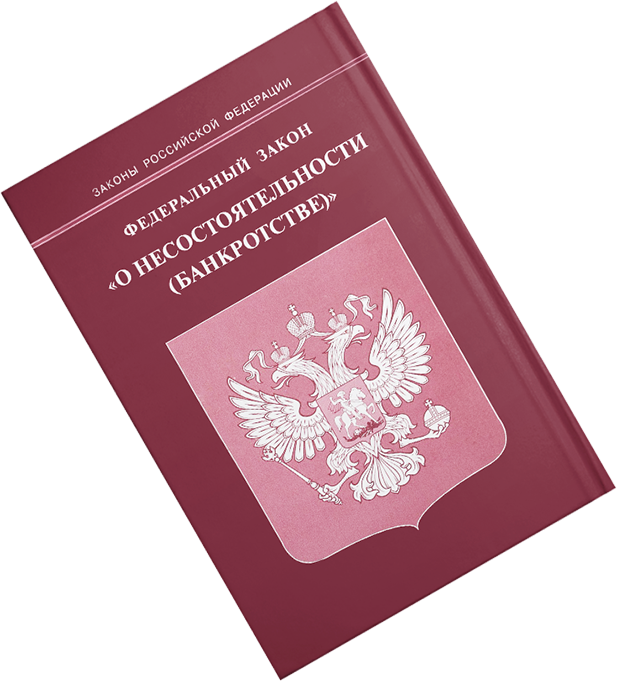 ЗАКОНЫ РОССИЙСКОЙ ФЕДЕРАЦИИ
ФЕДЕРАЛЬНЫЙ ЗАКОН
«О НЕСОСТОЯТЕЛЬНОСТИ
(БАНКРОТСТВЕ)»